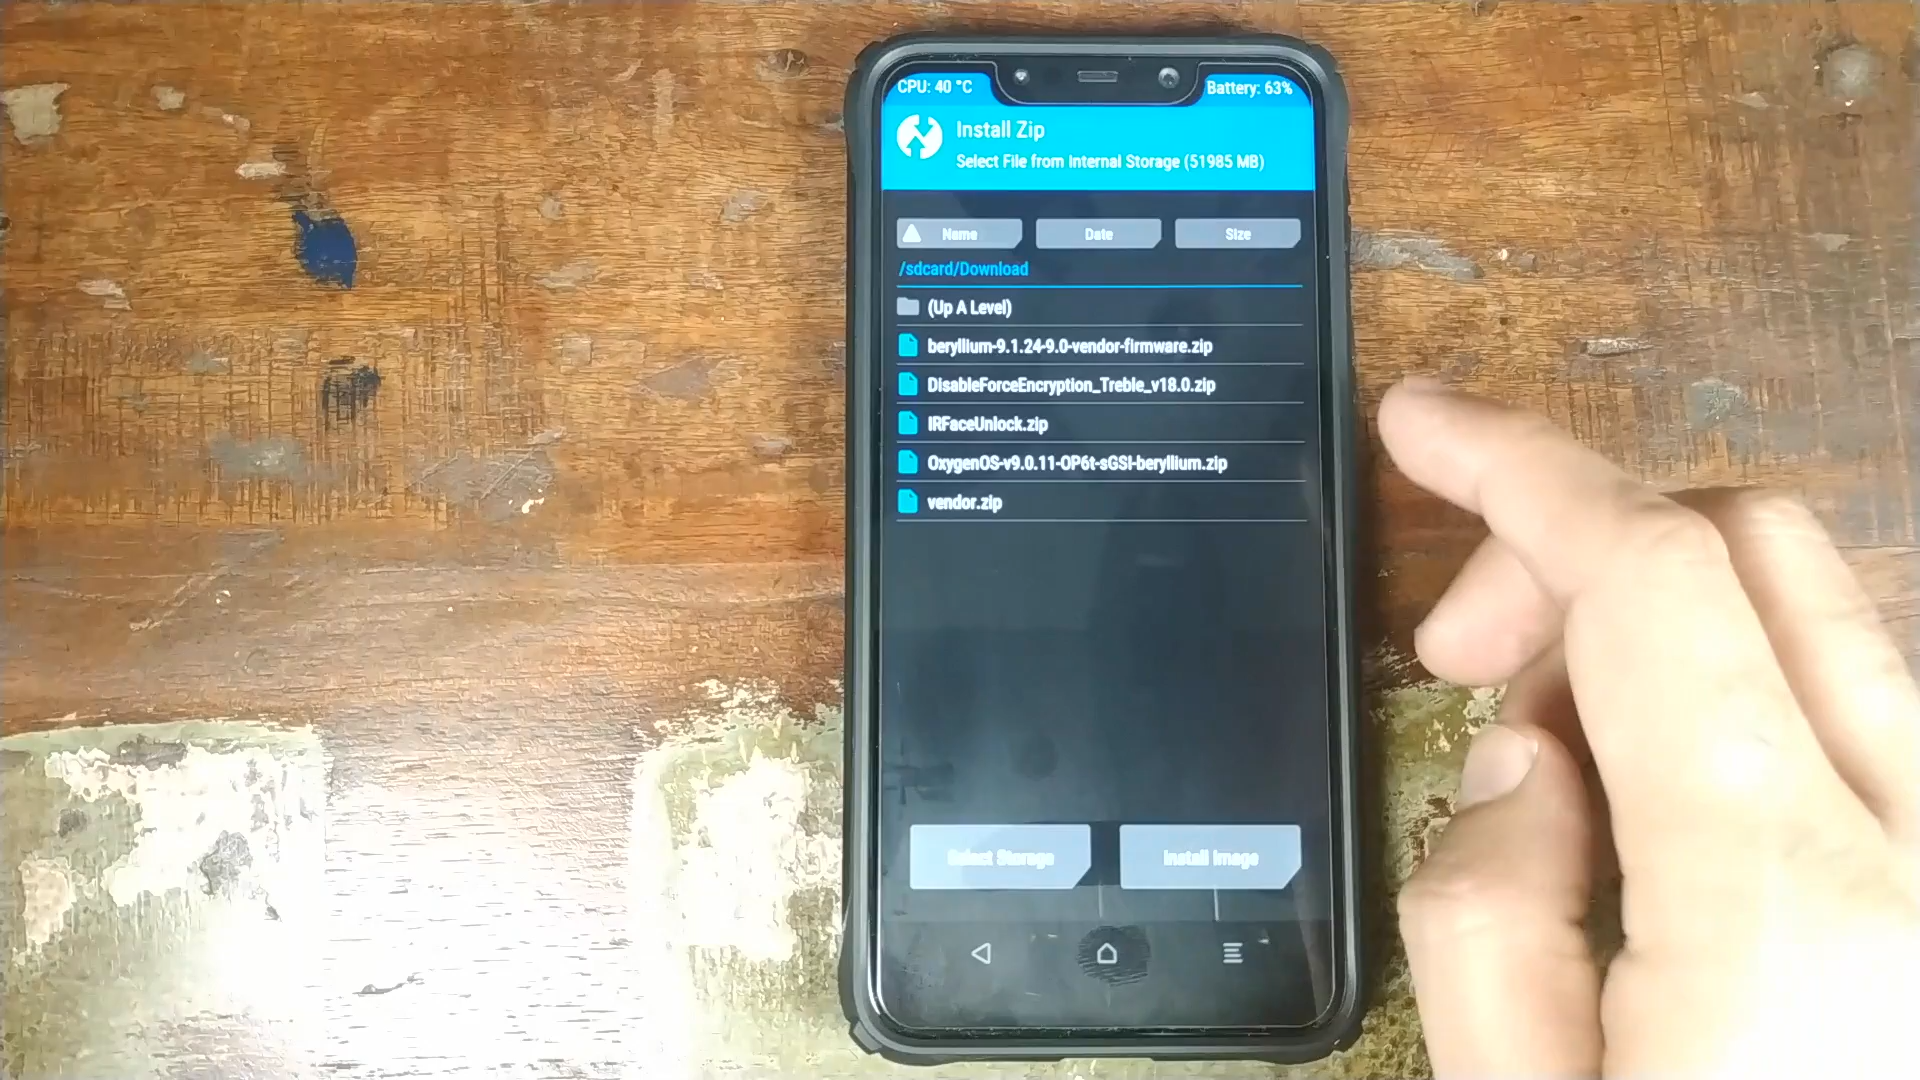 CPU: 40 °C
Battery: 63%
Install Zip
Select File from Internal Storage (51985 MB)
Name
Date
Size
/sdcard/Download
(Up A Level)
beryllium-9.1.24-9.0-vendor-firmware.zip
DisableForceEncryption_Treble_v18.0.zip
IRFaceUnlock.zip
OxygenOS-v9.0.11-OP6t-sGSI-beryllium.zip
vendor.zip
Select Storage
Install Image